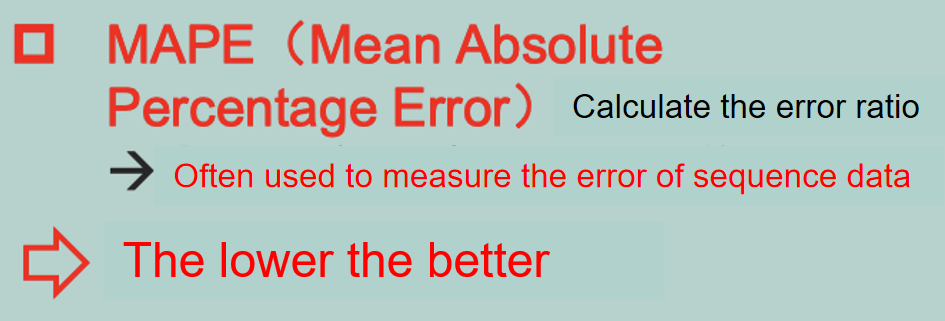 MAPE（Mean Absolute
Percentage Error） Calculate the error ratio
Often used to measure the error of sequence data
The lower the better